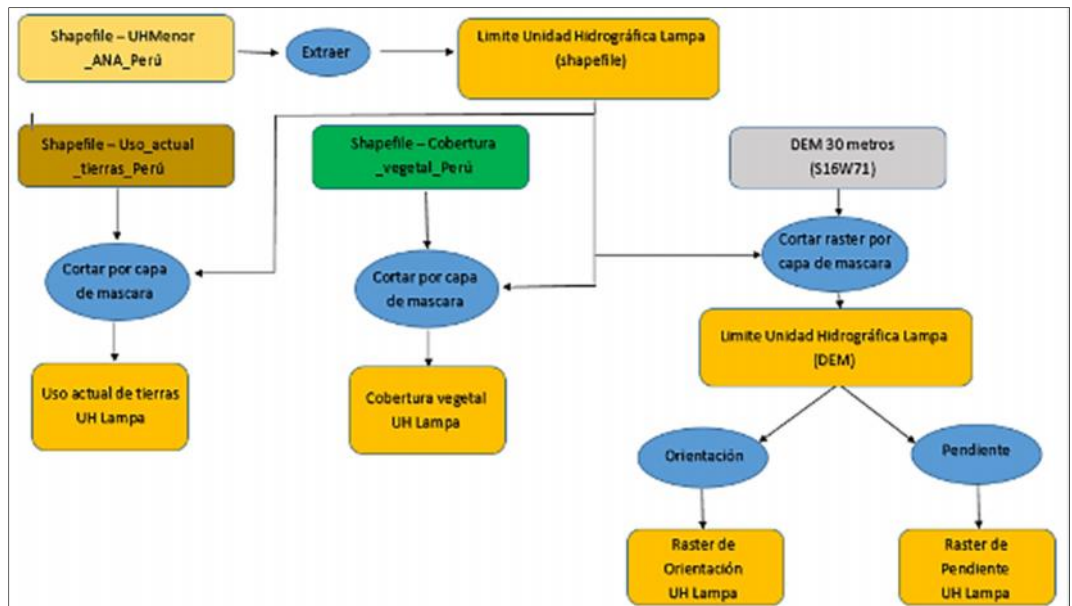 Shapefile – UHMenor
_ANA_Perú
Extraer
Limite Unidad Hidrográfica Lampa
(shapefile)
Shapefile – Uso_actual
_tierras_Perú
Shapefile – Cobertura
_vegetal_Perú
DEM 30 metros
(S16W71)
Cortar por capa
de mascara
Cortar por capa
de mascara
Cortar raster por
capa de mascara
Limite Unidad Hidrográfica Lampa
(DEM)
Uso actual de tierras
UH Lampa
Cobertura vegetal
UH Lampa
Orientación
Pendiente
Raster de
Orientación
UH Lampa
Raster de
Pendiente
UH Lampa